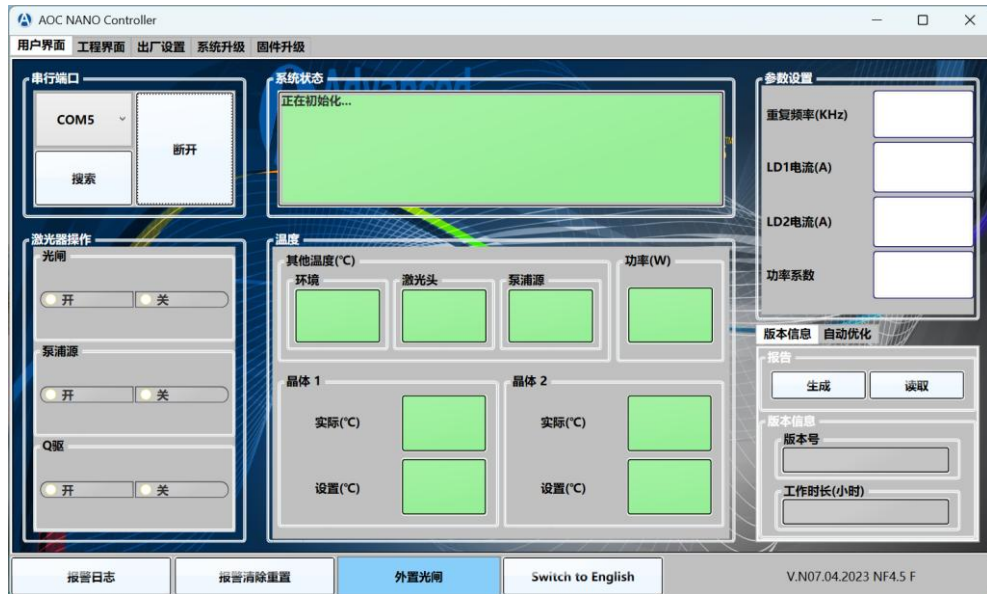 AOC NANO Controller
用户界面 工程界面 出厂设置 系统升级 固件升级
串行端口
COM5
搜索
断开
系统状态
正在初始化...
Advanced
参数设置
重复频率(KHz)
LD1电流(A)
LD2电流(A)
功率系数
激光器操作
光闸
开 关
泵浦源
开 关
Q驱
开 关
温度
其他温度(℃)
环境 激光头 泵浦源
功率(W)
晶体 1
实际(℃)
设置(℃)
晶体 2
实际(℃)
设置(℃)
版本信息 自动优化
报告
生成 读取
版本信息
版本号
工作时长(小时)
报警日志 报警清除重置 外置光闸 Switch to English V.N07.04.2023 NF4.5 F